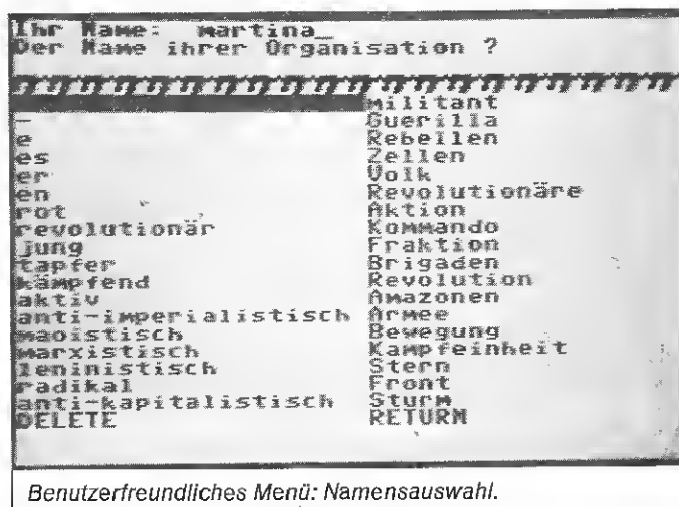 Ihr Name: martina_
Der Name ihrer Organisation ?
-
e
es
er
en
rot
revolutionär
jung
tapfer
kämpfend
aktiv
anti-imperialistisch
maoistisch
marxistisch
leninistisch
radikal
anti-kapitalistisch
DELETE
militant
Guerilla
Rebellen
Zellen
Volk
Revolutionäre
Aktion
Kommando
Fraktion
Brigaden
Revolution
Amazonen
Armee
Bewegung
Kampfeinheit
Stern
Front
Sturm
RETURM
Benutzerfreundliches Menü: Namensauswahl.